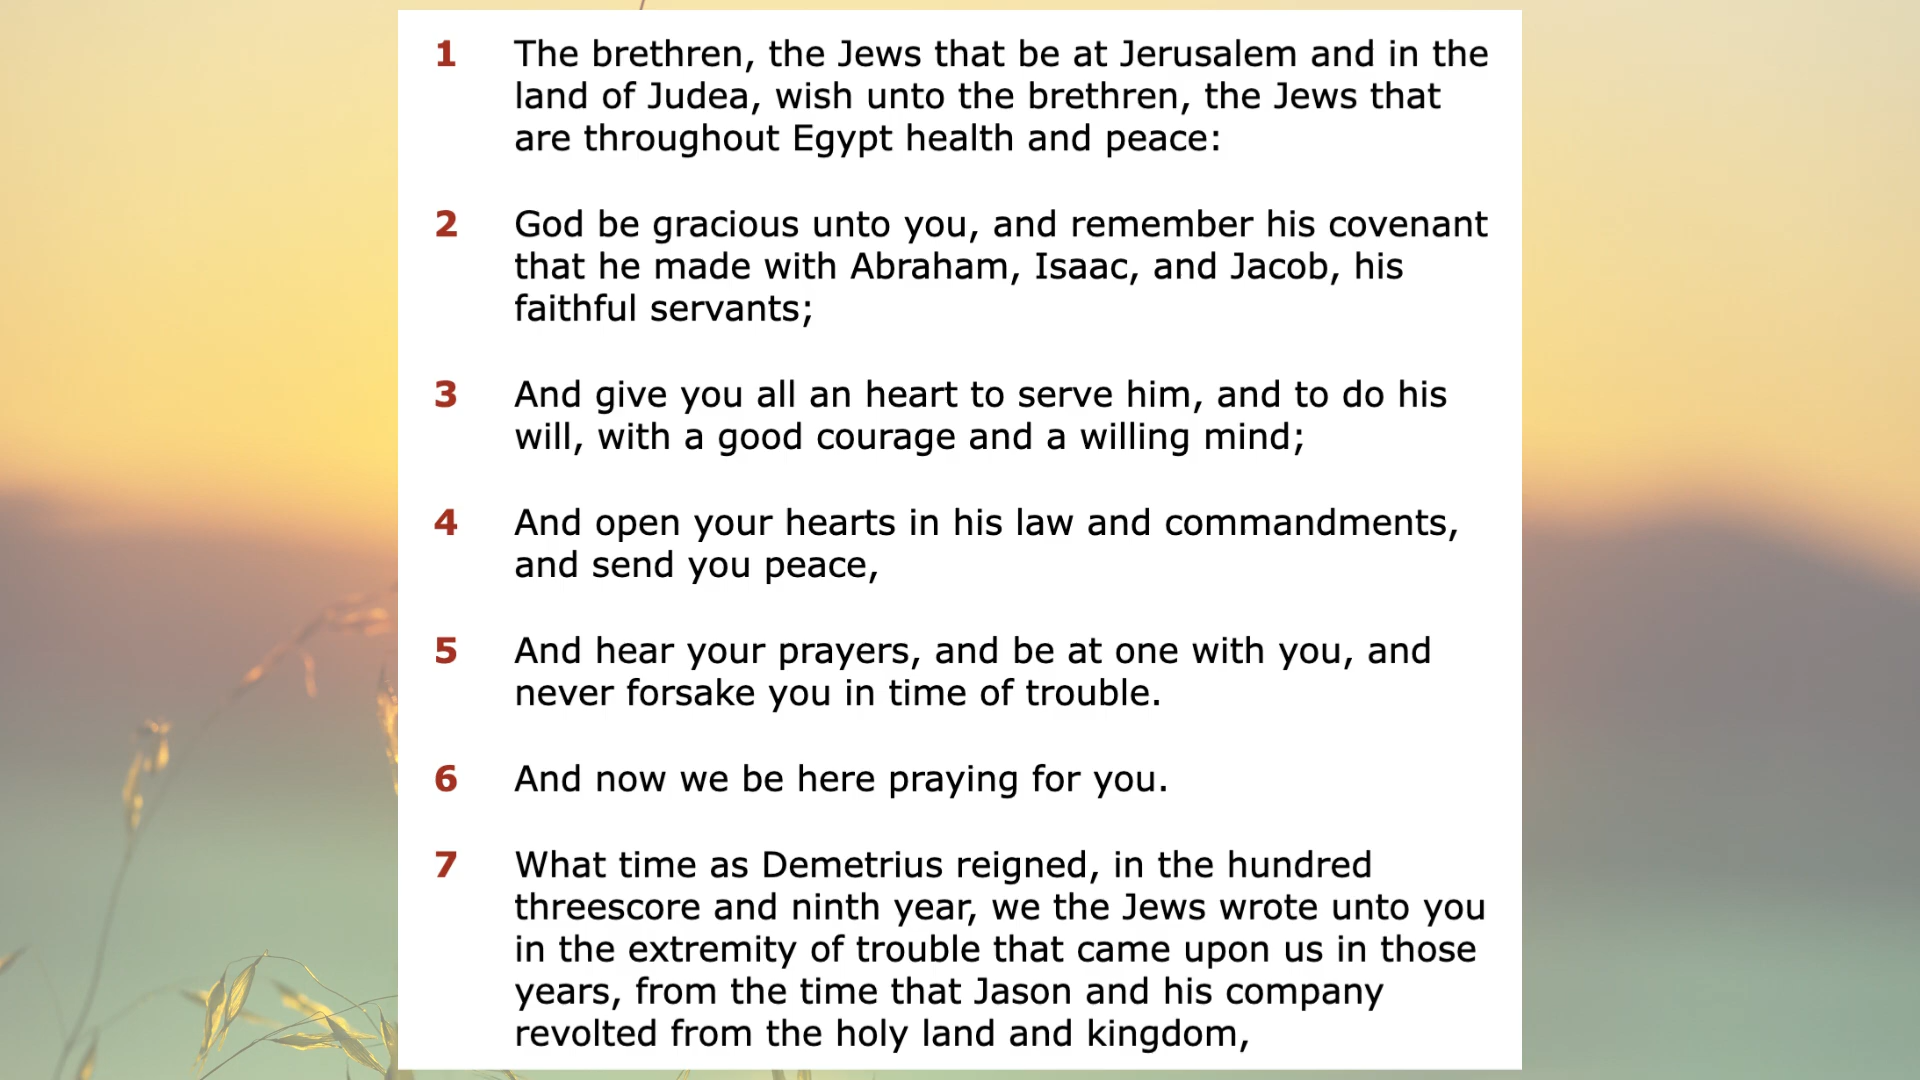 1 The brethren, the Jews that be at Jerusalem and in the
land of Judea, wish unto the brethren, the Jews that
are throughout Egypt health and peace:
2 God be gracious unto you, and remember his covenant
that he made with Abraham, Isaac, and Jacob, his
faithful servants;
3 And give you all an heart to serve him, and to do his
will, with a good courage and a willing mind;
4 And open your hearts in his law and commandments,
and send you peace,
5 And hear your prayers, and be at one with you, and
never forsake you in time of trouble.
6 And now we be here praying for you.
7 What time as Demetrius reigned, in the hundred
threescore and ninth year, we the Jews wrote unto you
in the extremity of trouble that came upon us in those
years, from the time that Jason and his company
revolted from the holy land and kingdom,